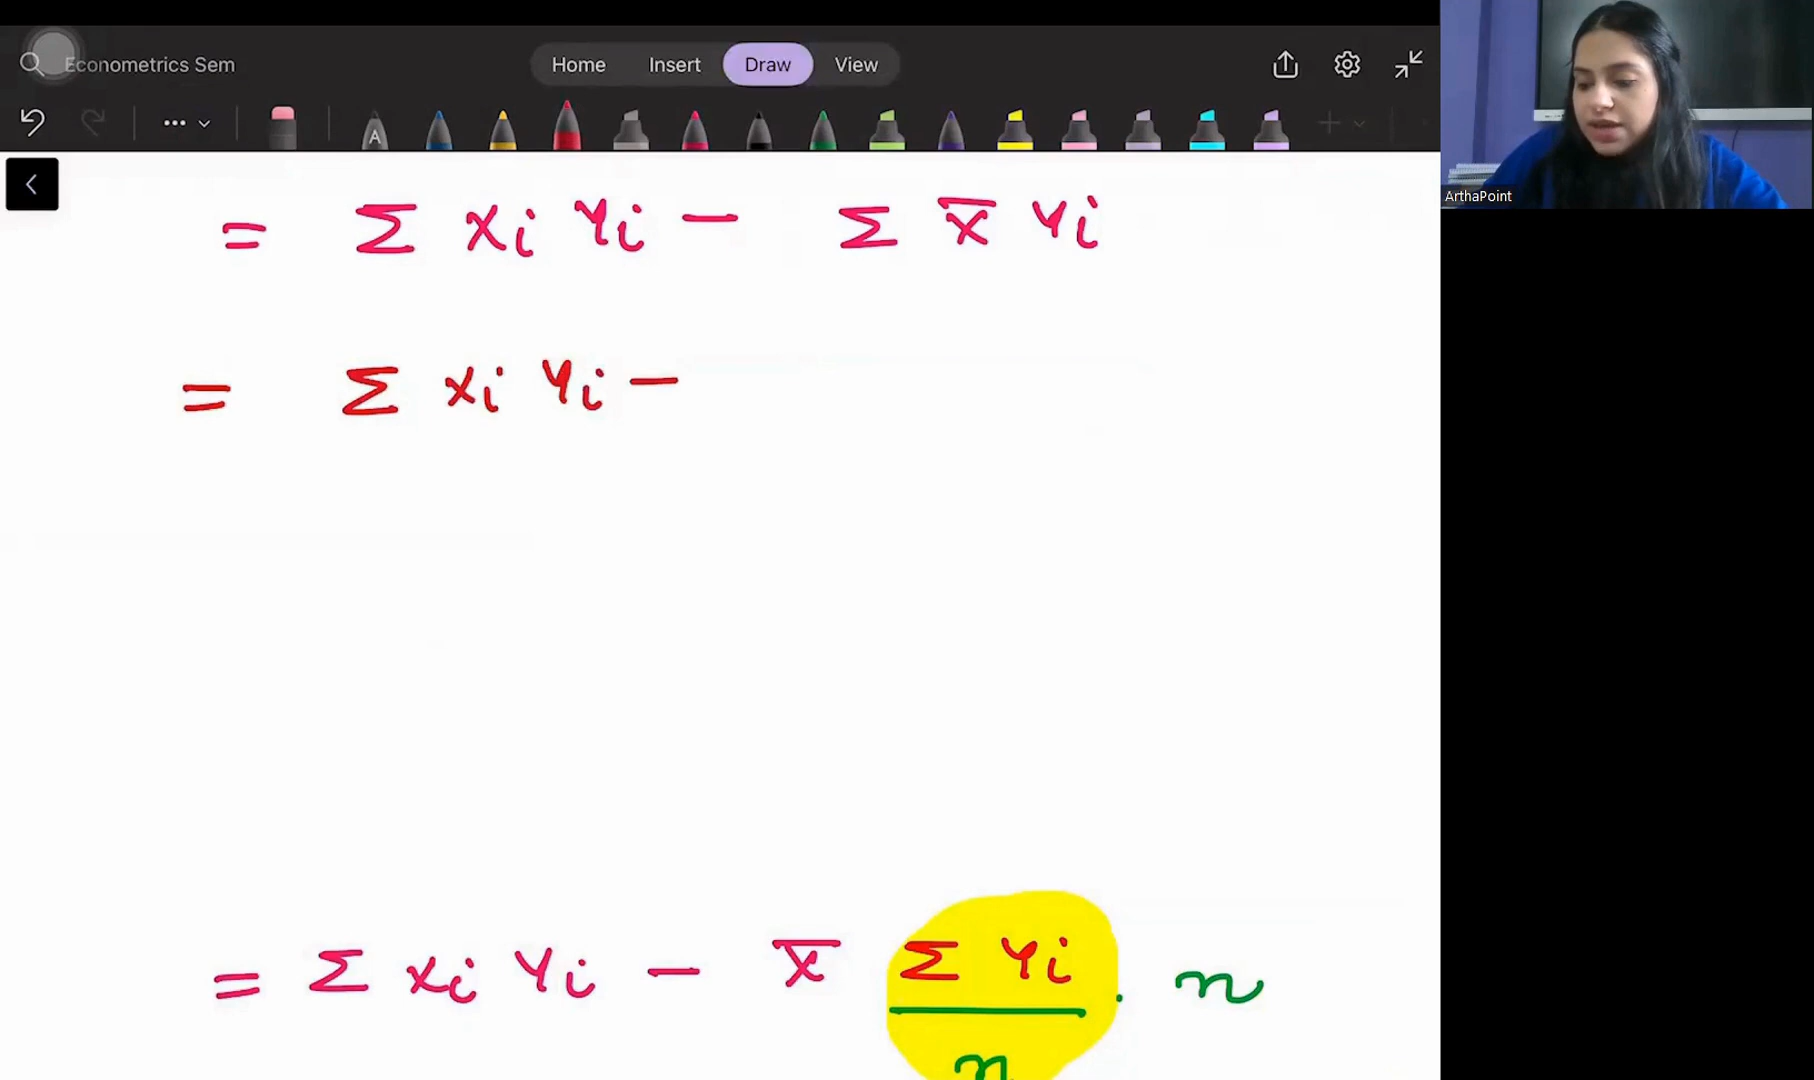 Econometrics Sem
Home Insert Draw View
A
ArthaPoint
= Σ Xi Yi − Σ X̅ Yi
= Σ Xi Yi −
= Σ Xi Yi − X̅ Σ Yi / n . n